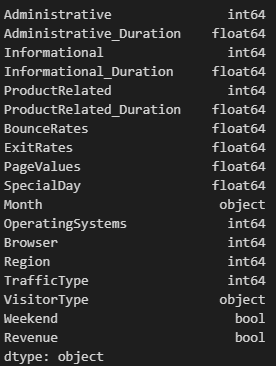 Administrative int64
Administrative_Duration float64
Informational int64
Informational_Duration float64
ProductRelated int64
ProductRelated_Duration float64
BounceRates float64
ExitRates float64
PageValues float64
SpecialDay float64
Month object
OperatingSystems int64
Browser int64
Region int64
TrafficType int64
VisitorType object
Weekend bool
Revenue bool
dtype: object